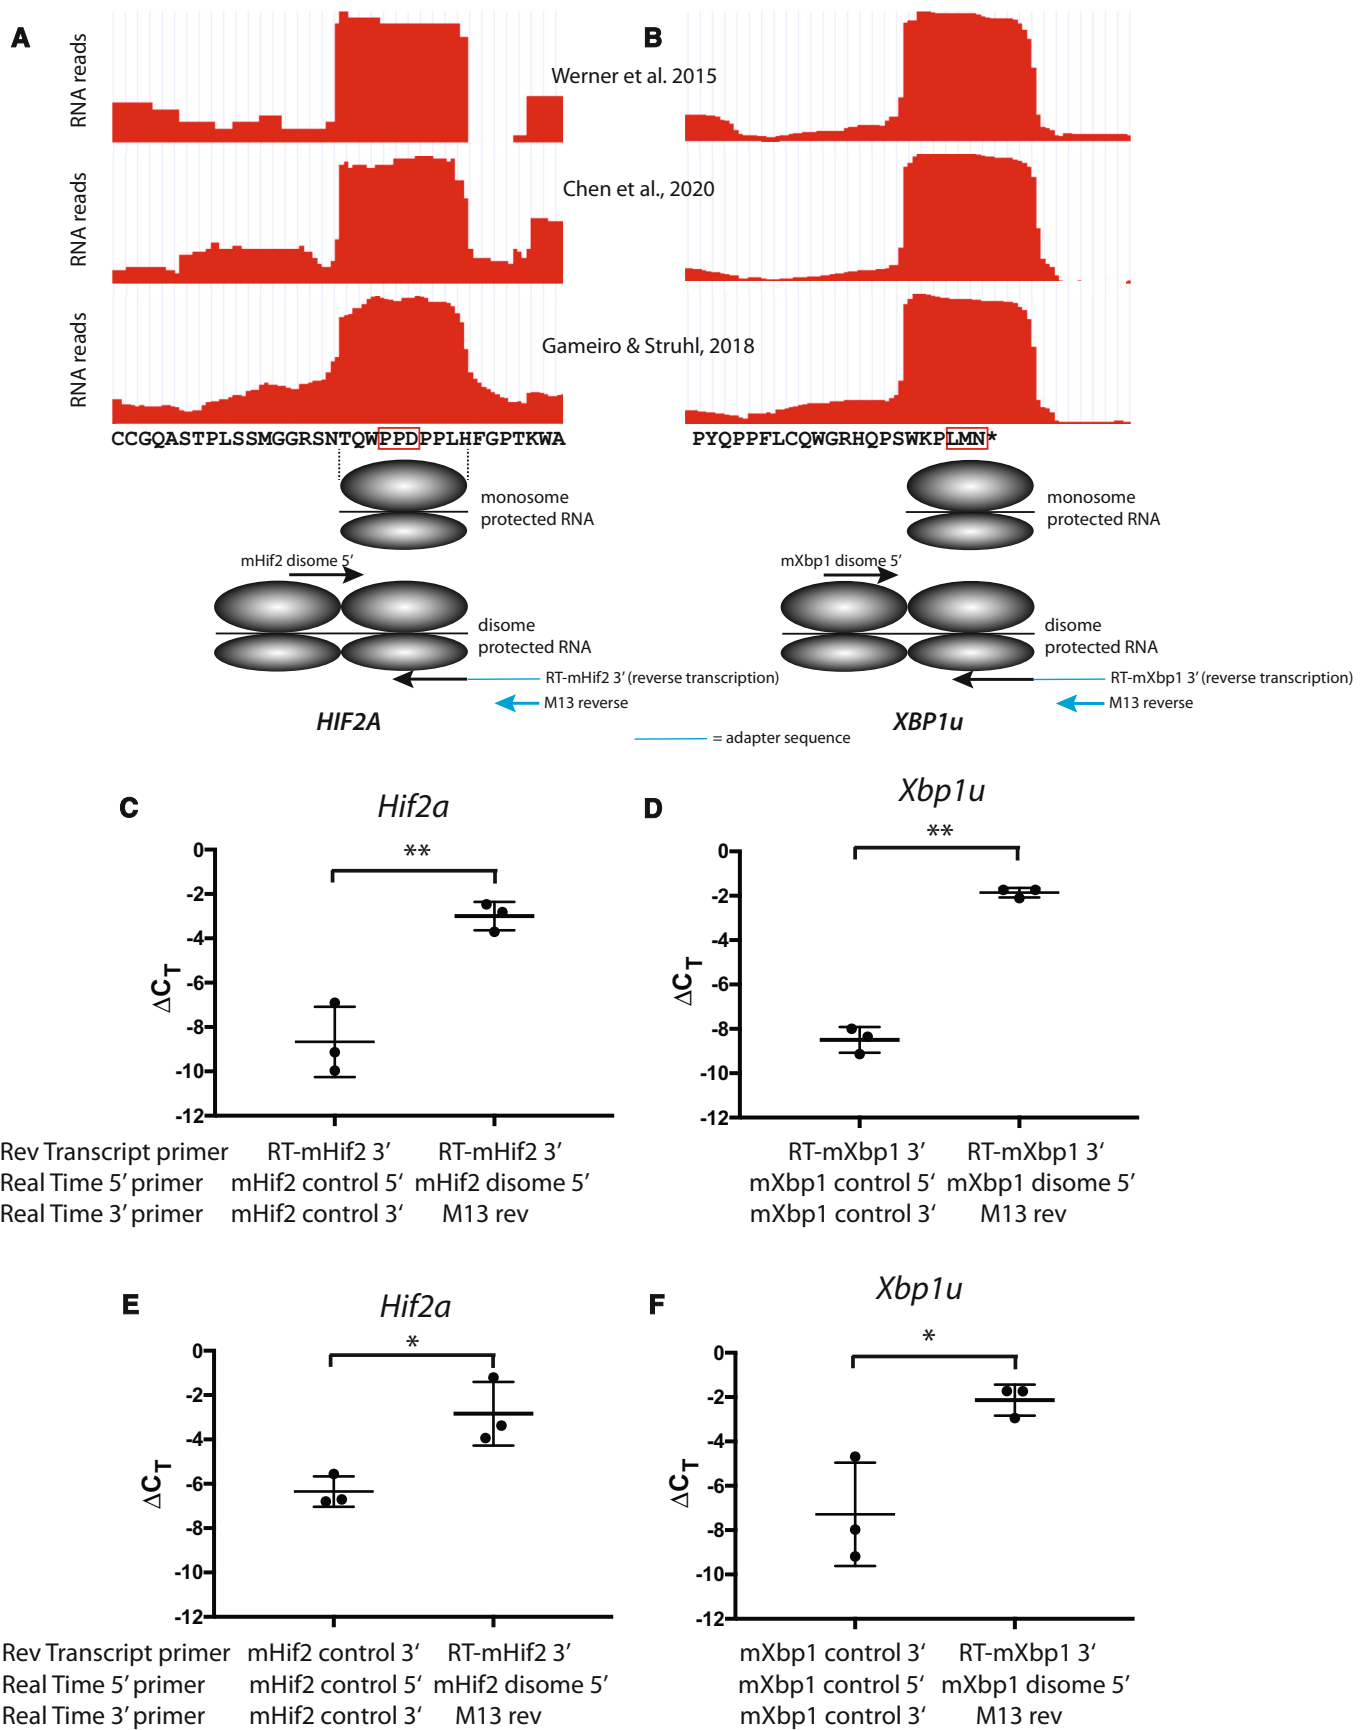 A
B
RNA reads
Werner et al. 2015
RNA reads
Chen et al., 2020
RNA reads
Gameiro & Struhl, 2018
CCGQASTPLSSMGGRSNTQWPPDPPLHFGPTKWA
PYQPPFLCQWGRHQPSWKPLMN*
monosome
protected RNA
monosome
protected RNA
mHif2 disome 5′
mXbp1 disome 5′
disome
protected RNA
disome
protected RNA
RT-mHif2 3′ (reverse transcription)
RT-mXbp1 3′ (reverse transcription)
M13 reverse
M13 reverse
HIF2A
XBP1u
= adapter sequence
C
Hif2a
**
0
-2
-4
-6
-8
-10
-12
ΔCT
D
Xbp1u
**
0
-2
-4
-6
-8
-10
-12
ΔCT
Rev Transcript primer RT-mHif2 3′ RT-mHif2 3′ RT-mXbp1 3‘ RT-mXbp1 3‘
Real Time 5′ primer mHif2 control 5‘ mHif2 disome 5′ mXbp1 control 5‘ mXbp1 disome 5′
Real Time 3′ primer mHif2 control 3‘ M13 rev mXbp1 control 3‘ M13 rev
E
Hif2a
*
0
-2
-4
-6
-8
-10
-12
ΔCT
F
Xbp1u
*
0
-2
-4
-6
-8
-10
-12
ΔCT
Rev Transcript primer mHif2 control 3‘ RT-mHif2 3′ mXbp1 control 3‘ RT-mXbp1 3‘
Real Time 5′ primer mHif2 control 5‘ mHif2 disome 5′ mXbp1 control 5‘ mXbp1 disome 5′
Real Time 3′ primer mHif2 control 3‘ M13 rev mXbp1 control 3‘ M13 rev